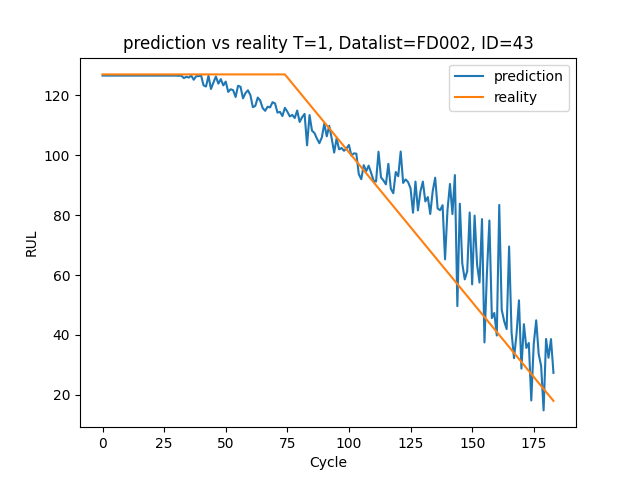 prediction vs reality T=1, Datalist=FD002, ID=43
prediction
reality
120
100
80
60
40
20
RUL
0 25 50 75 100 125 150 175
Cycle